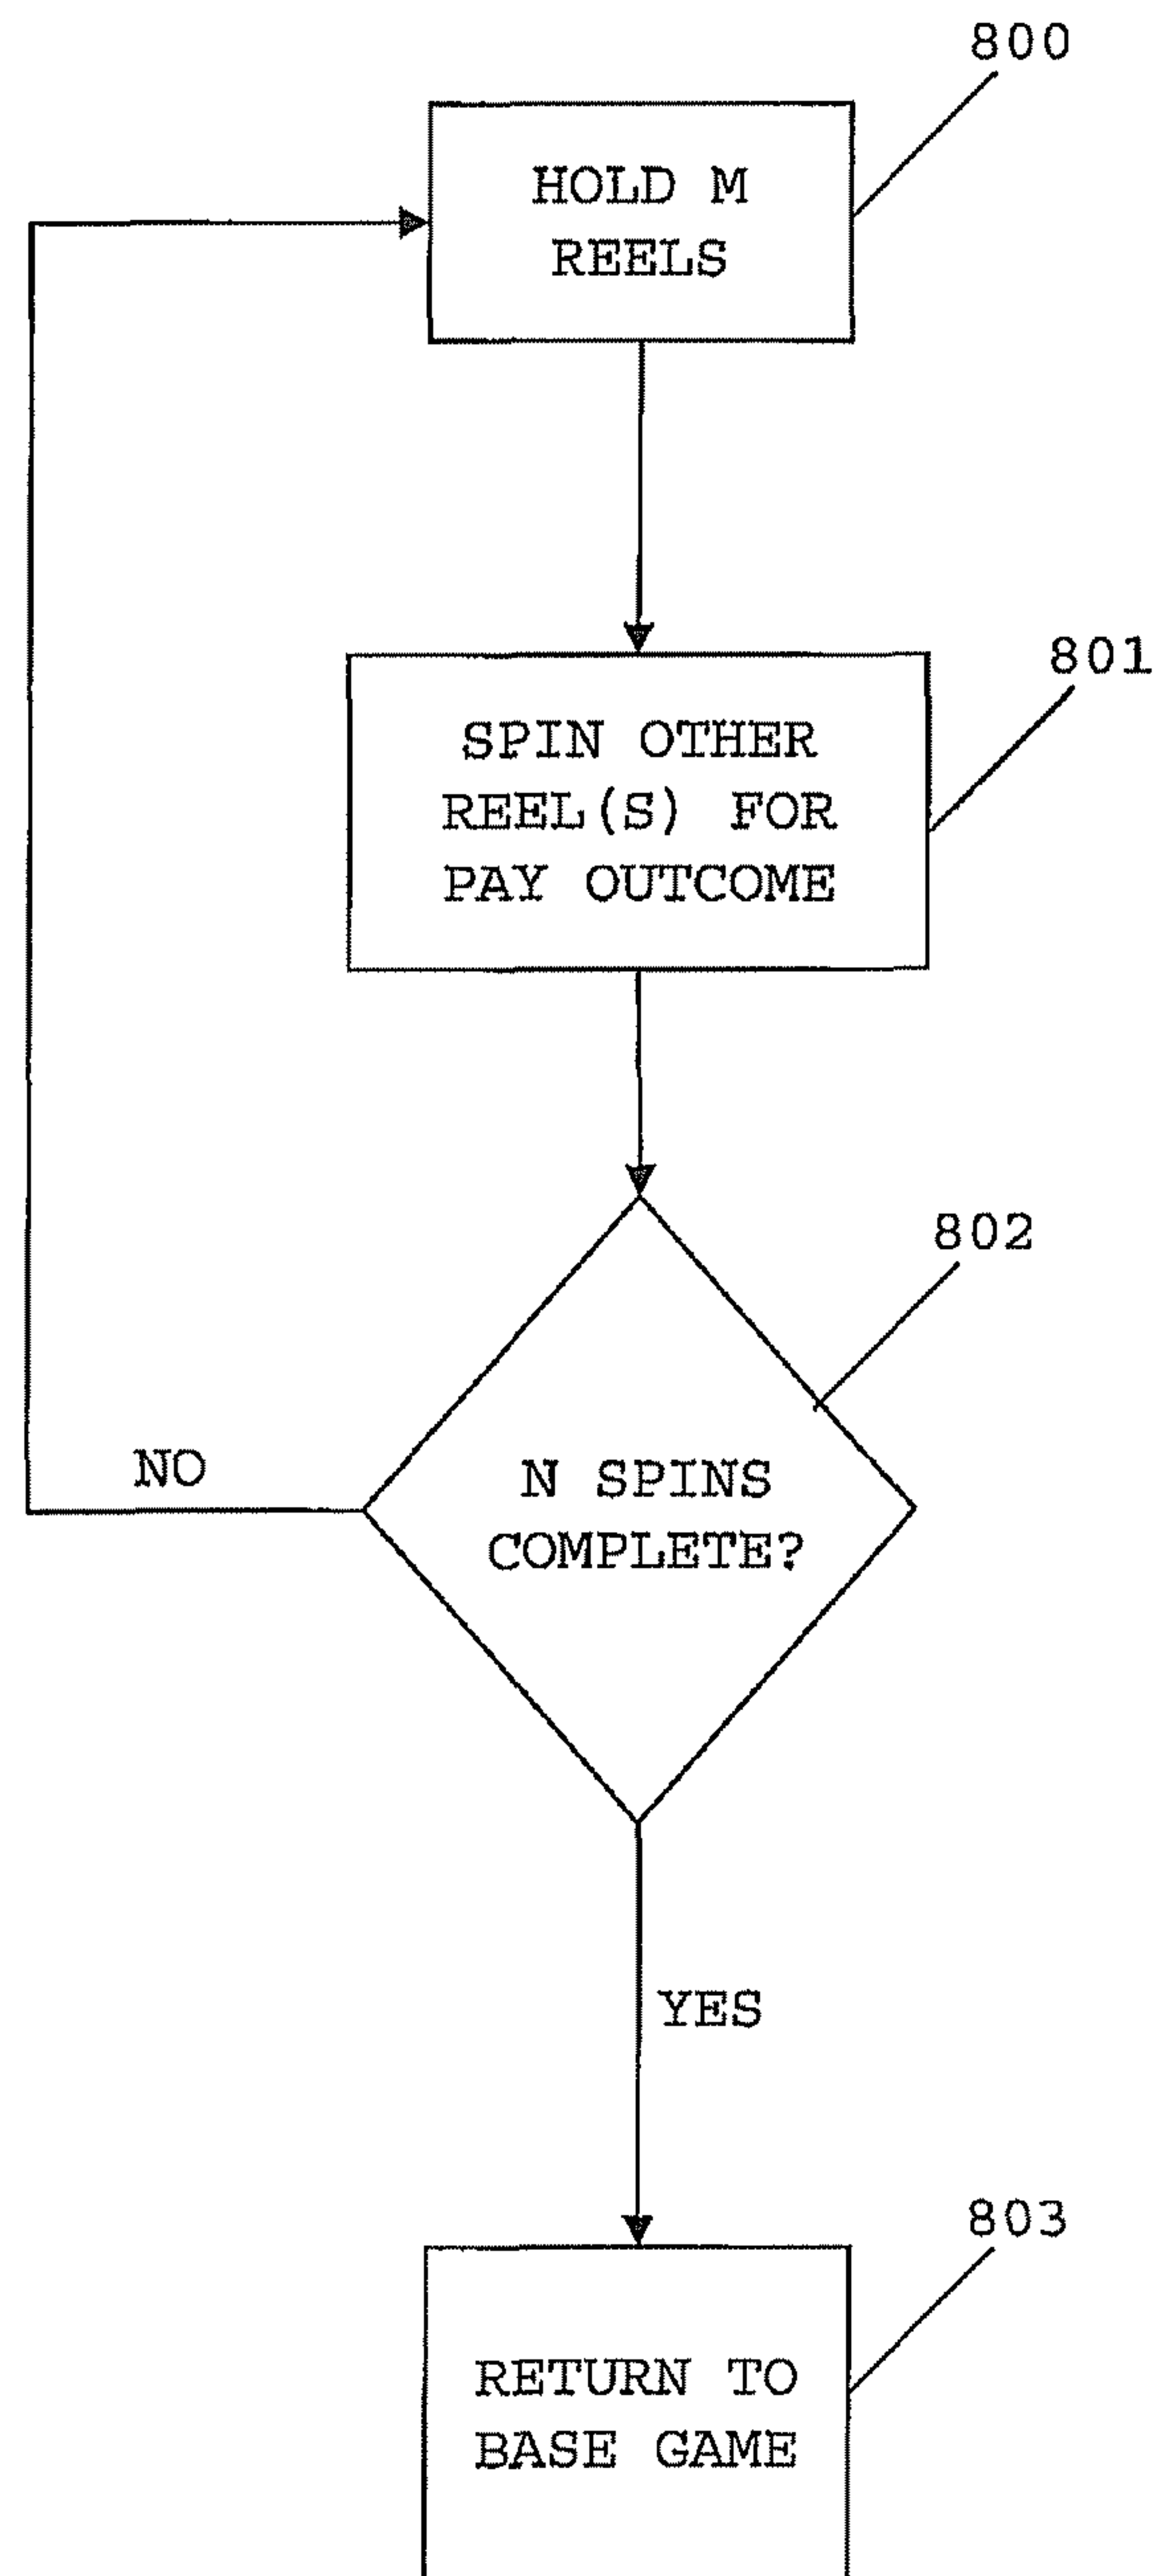 800
HOLD M
REELS
801
SPIN OTHER
REEL(S) FOR
PAY OUTCOME
802
N SPINS
COMPLETE?
NO
YES
803
RETURN TO
BASE GAME